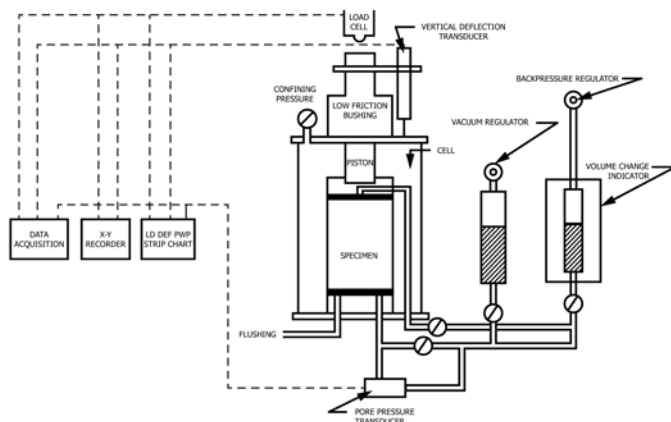 LOAD
CELL
VERTICAL DEFLECTION
TRANSDUCER
BACKPRESSURE REGULATOR
CONFINING
PRESSURE
LOW FRICTION
BUSHING
VACUUM REGULATOR
CELL
PISTON
VOLUME CHANGE
INDICATOR
DATA
ACQUISITION
X-Y
RECORDER
LD DEF PWP
STRIP CHART
SPECIMEN
FLUSHING
PORE PRESSURE
TRANSDUCER